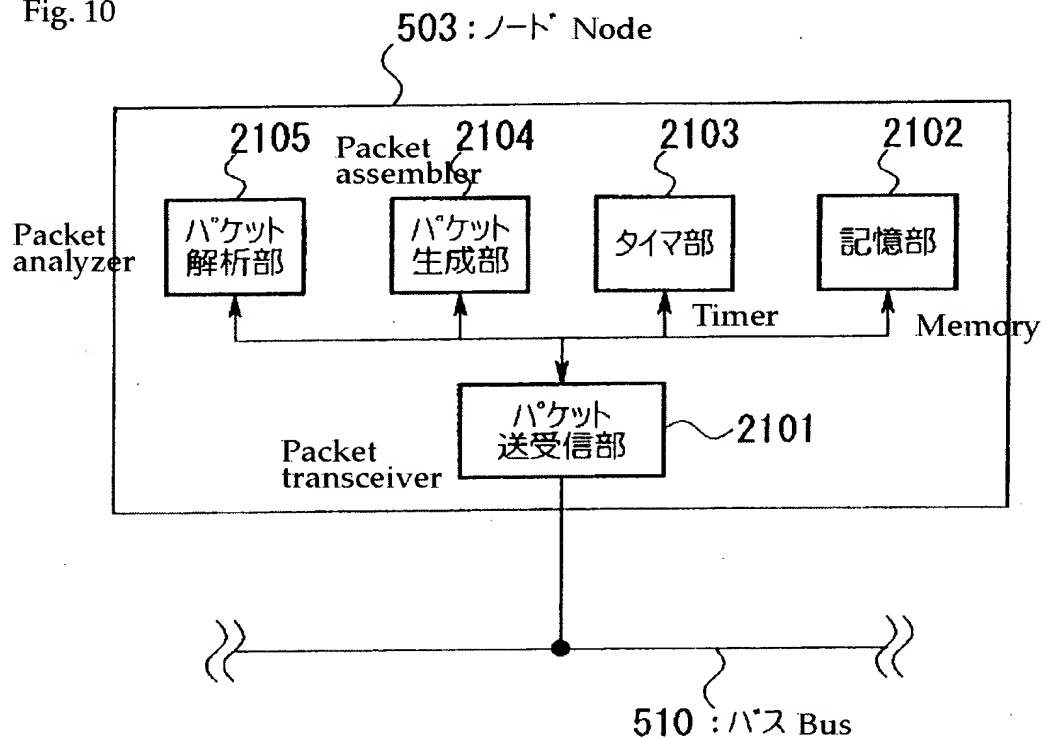 Fig. 10
503 : ノード Node
2105
Packet
assembler
2104
2103
2102
Packet
analyzer
パケット
解析部
パケット
生成部
タイマ部
記憶部
Timer
Memory
パケット
送受信部
2101
Packet
transceiver
510 : バス Bus